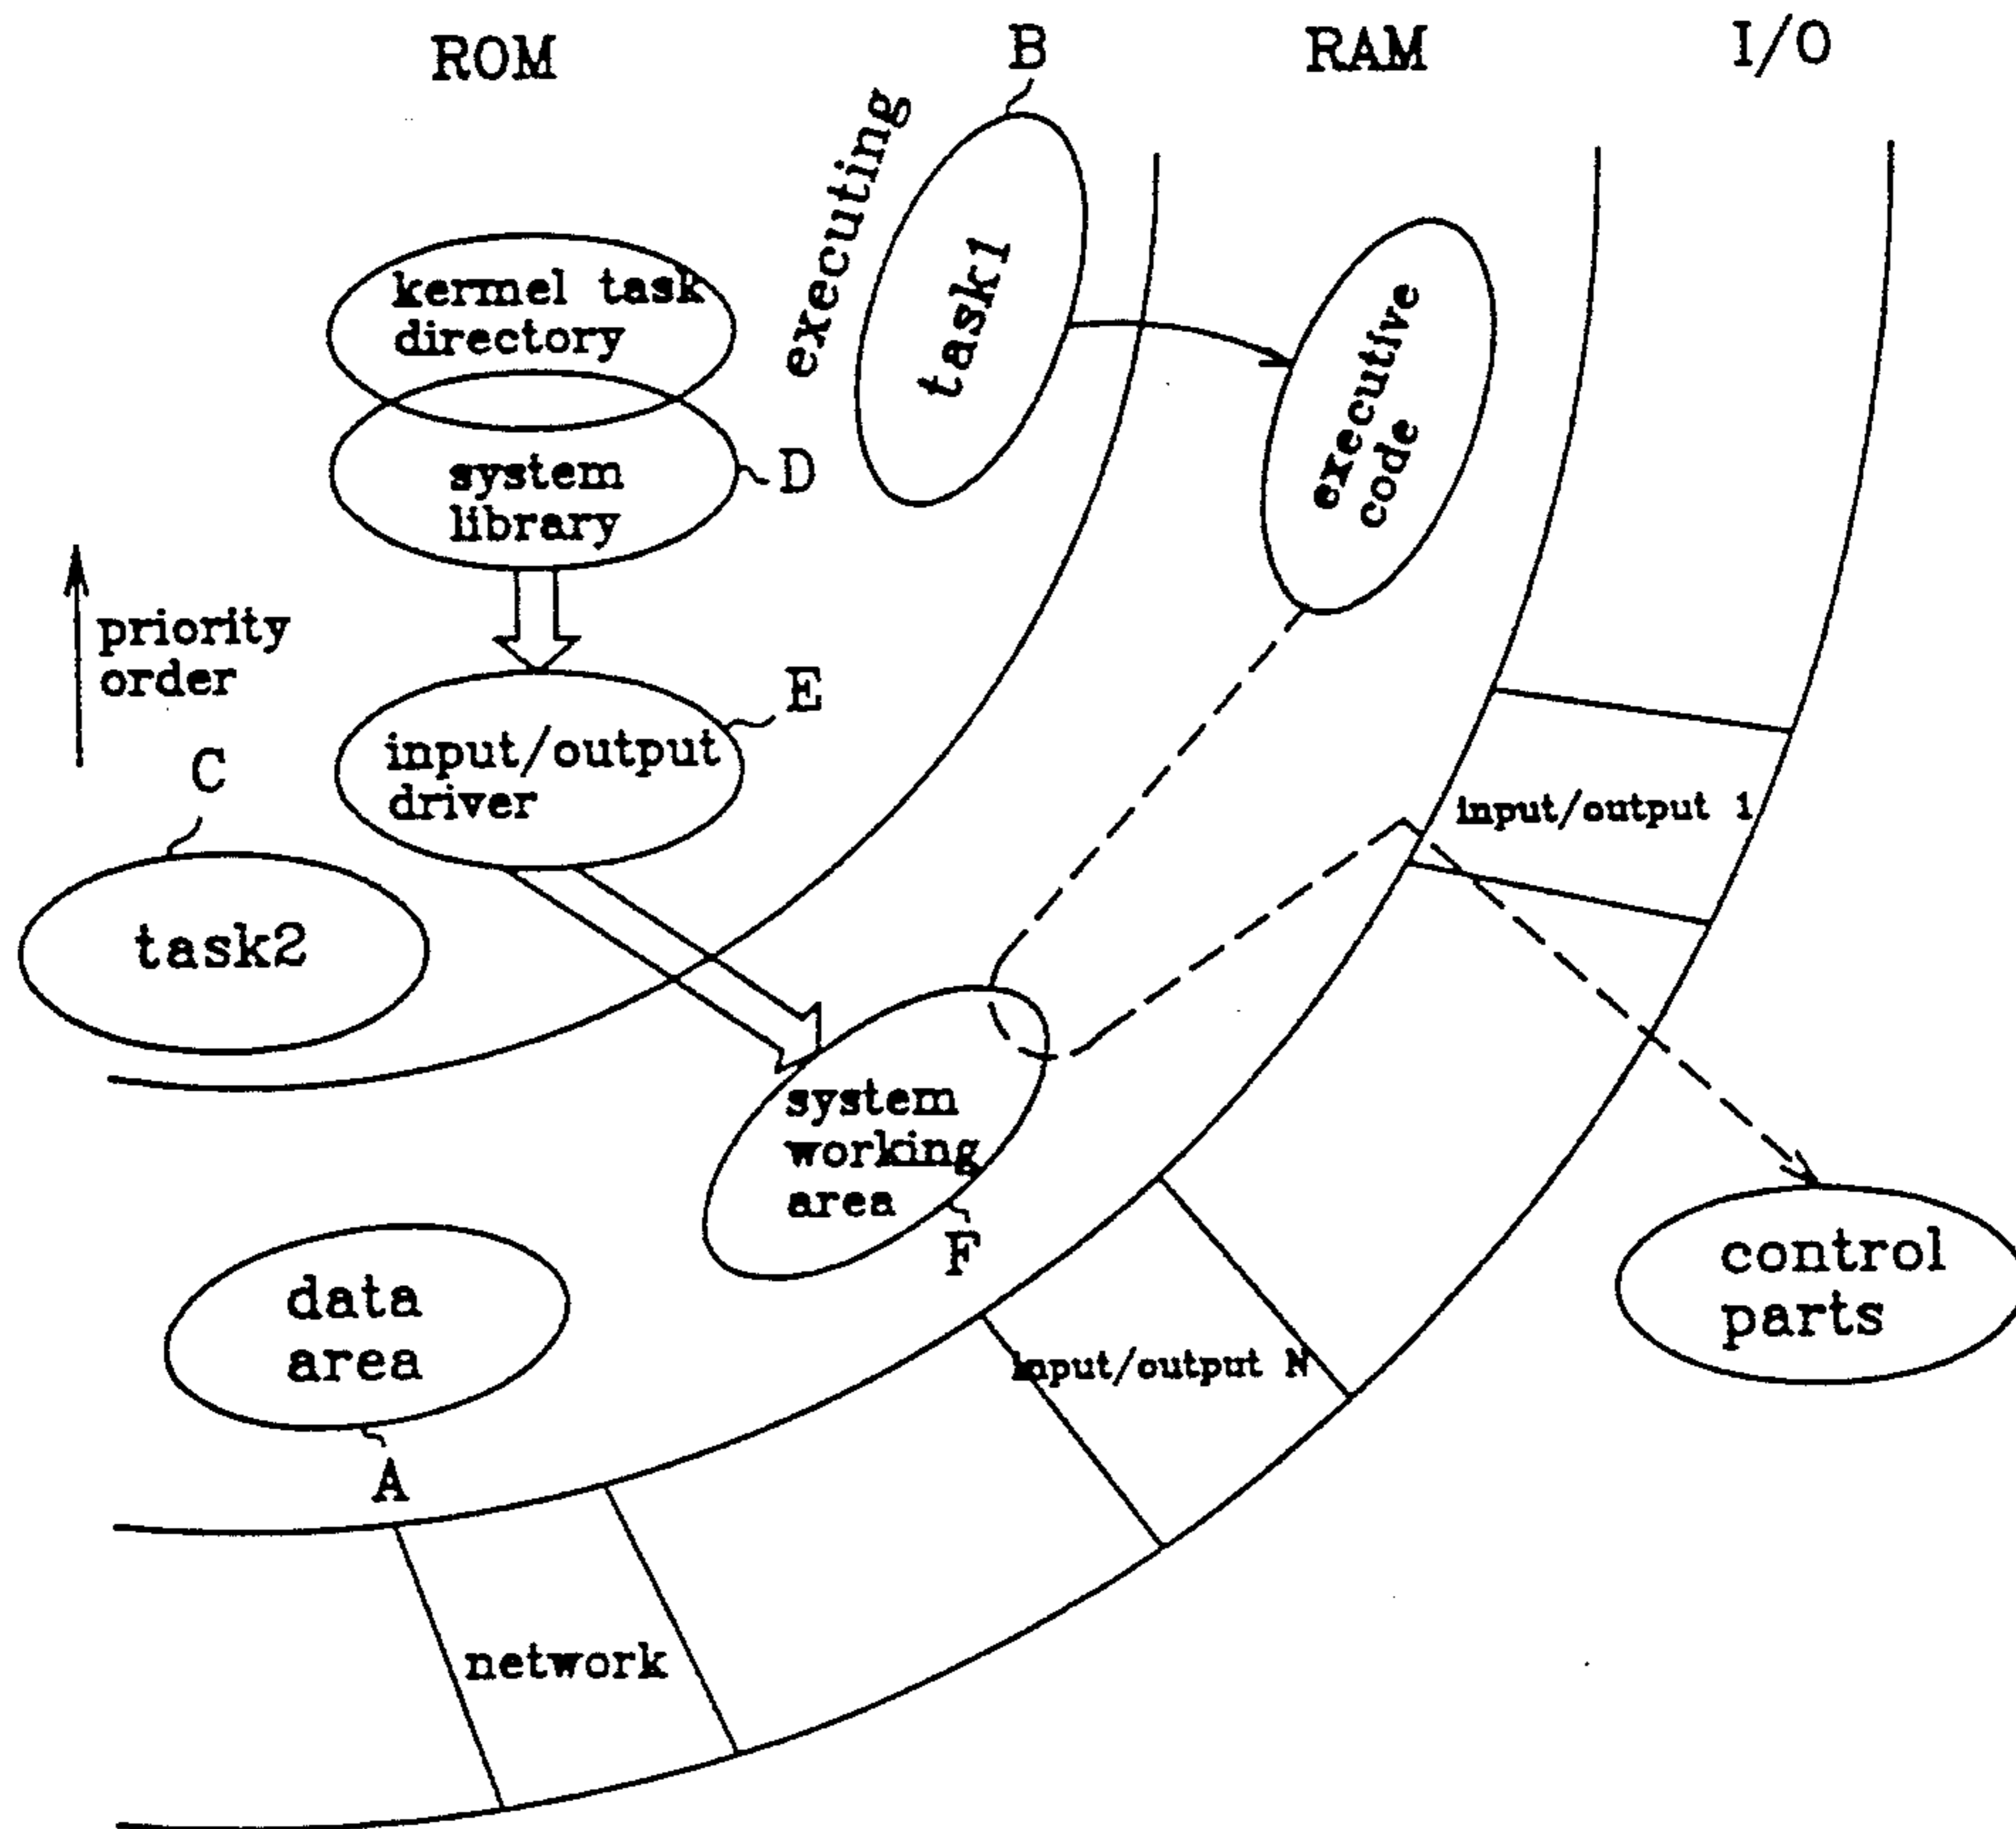 ROM
B
RAM
I/O
executing
task1
kermel task
directory
executive
code
system
library
D
priority
order
E
C
input/output
driver
input/output 1
task2
system
working
area
F
control
parts
data
area
input/output N
A
network